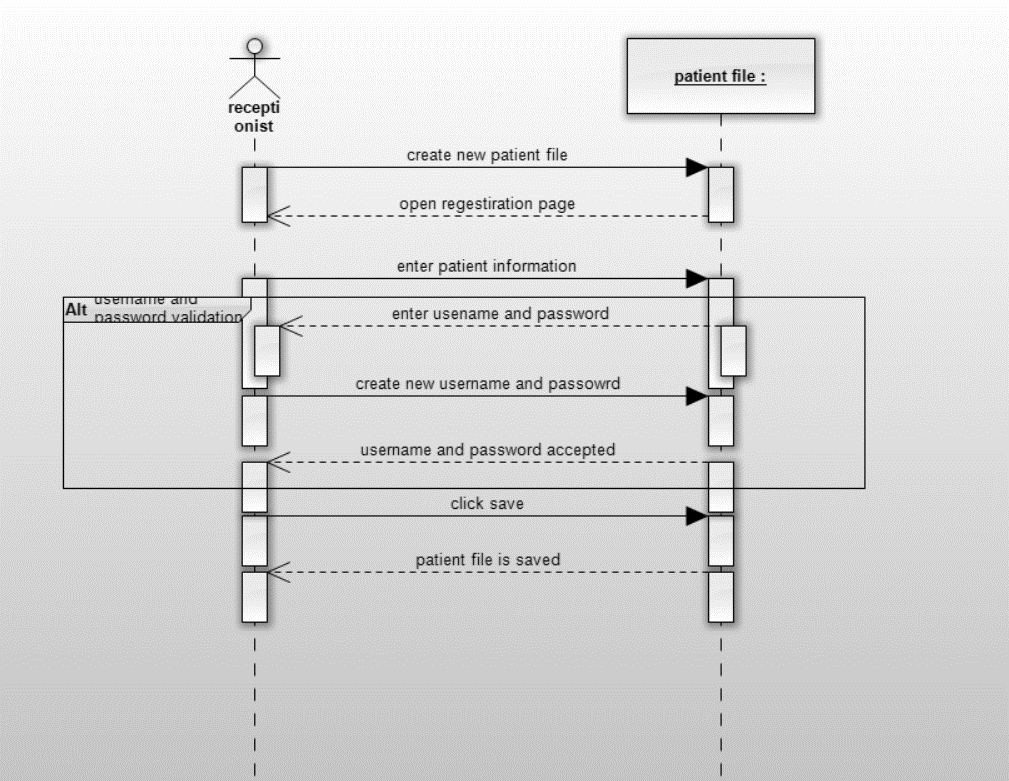 recepti
onist
patient file :
create new patient file
open regestiration page
enter patient information
Alt
username and
password validation
enter usename and password
create new username and passowrd
username and password accepted
click save
patient file is saved